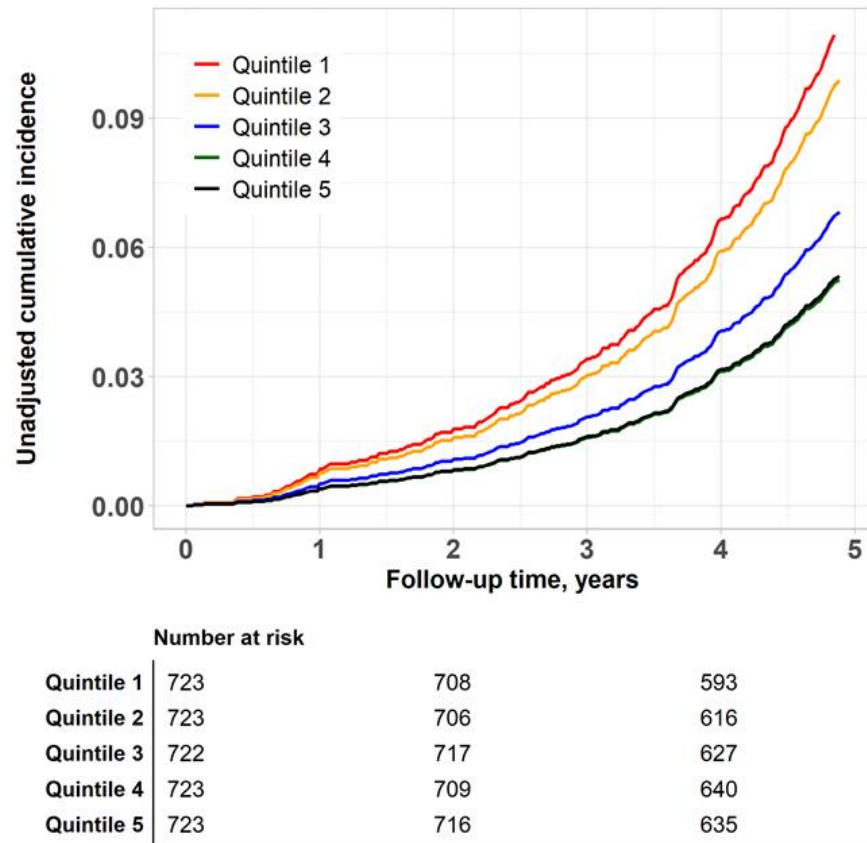 Unadjusted cumulative incidence
0.09
0.06
0.03
0.00
Quintile 1
Quintile 2
Quintile 3
Quintile 4
Quintile 5
0 1 2 3 4 5
Follow-up time, years
Number at risk
Quintile 1 723 708 593
Quintile 2 723 706 616
Quintile 3 722 717 627
Quintile 4 723 709 640
Quintile 5 723 716 635